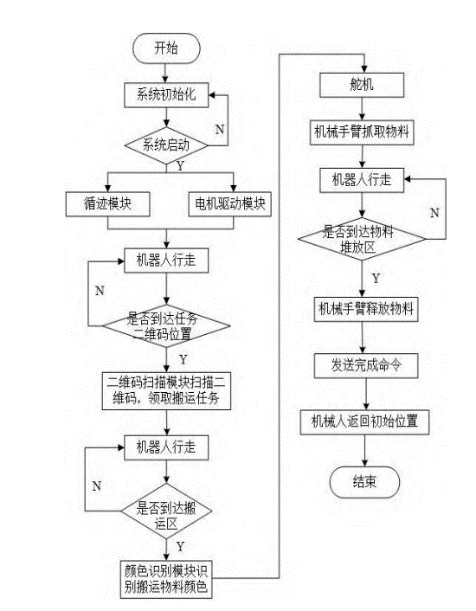 开始
系统初始化
N
系统启动
Y
循迹模块
电机驱动模块
机器人行走
N
是否到达任务
二维码位置
Y
二维码扫描模块扫描二
维码，领取搬运任务
机器人行走
N
是否到达搬
运区
Y
颜色识别模块识
别搬运物料颜色
舵机
机械手臂抓取物料
机器人行走
N
是否到达物料
堆放区
Y
机械手臂释放物料
发送完成命令
机械人返回初始位置
结束